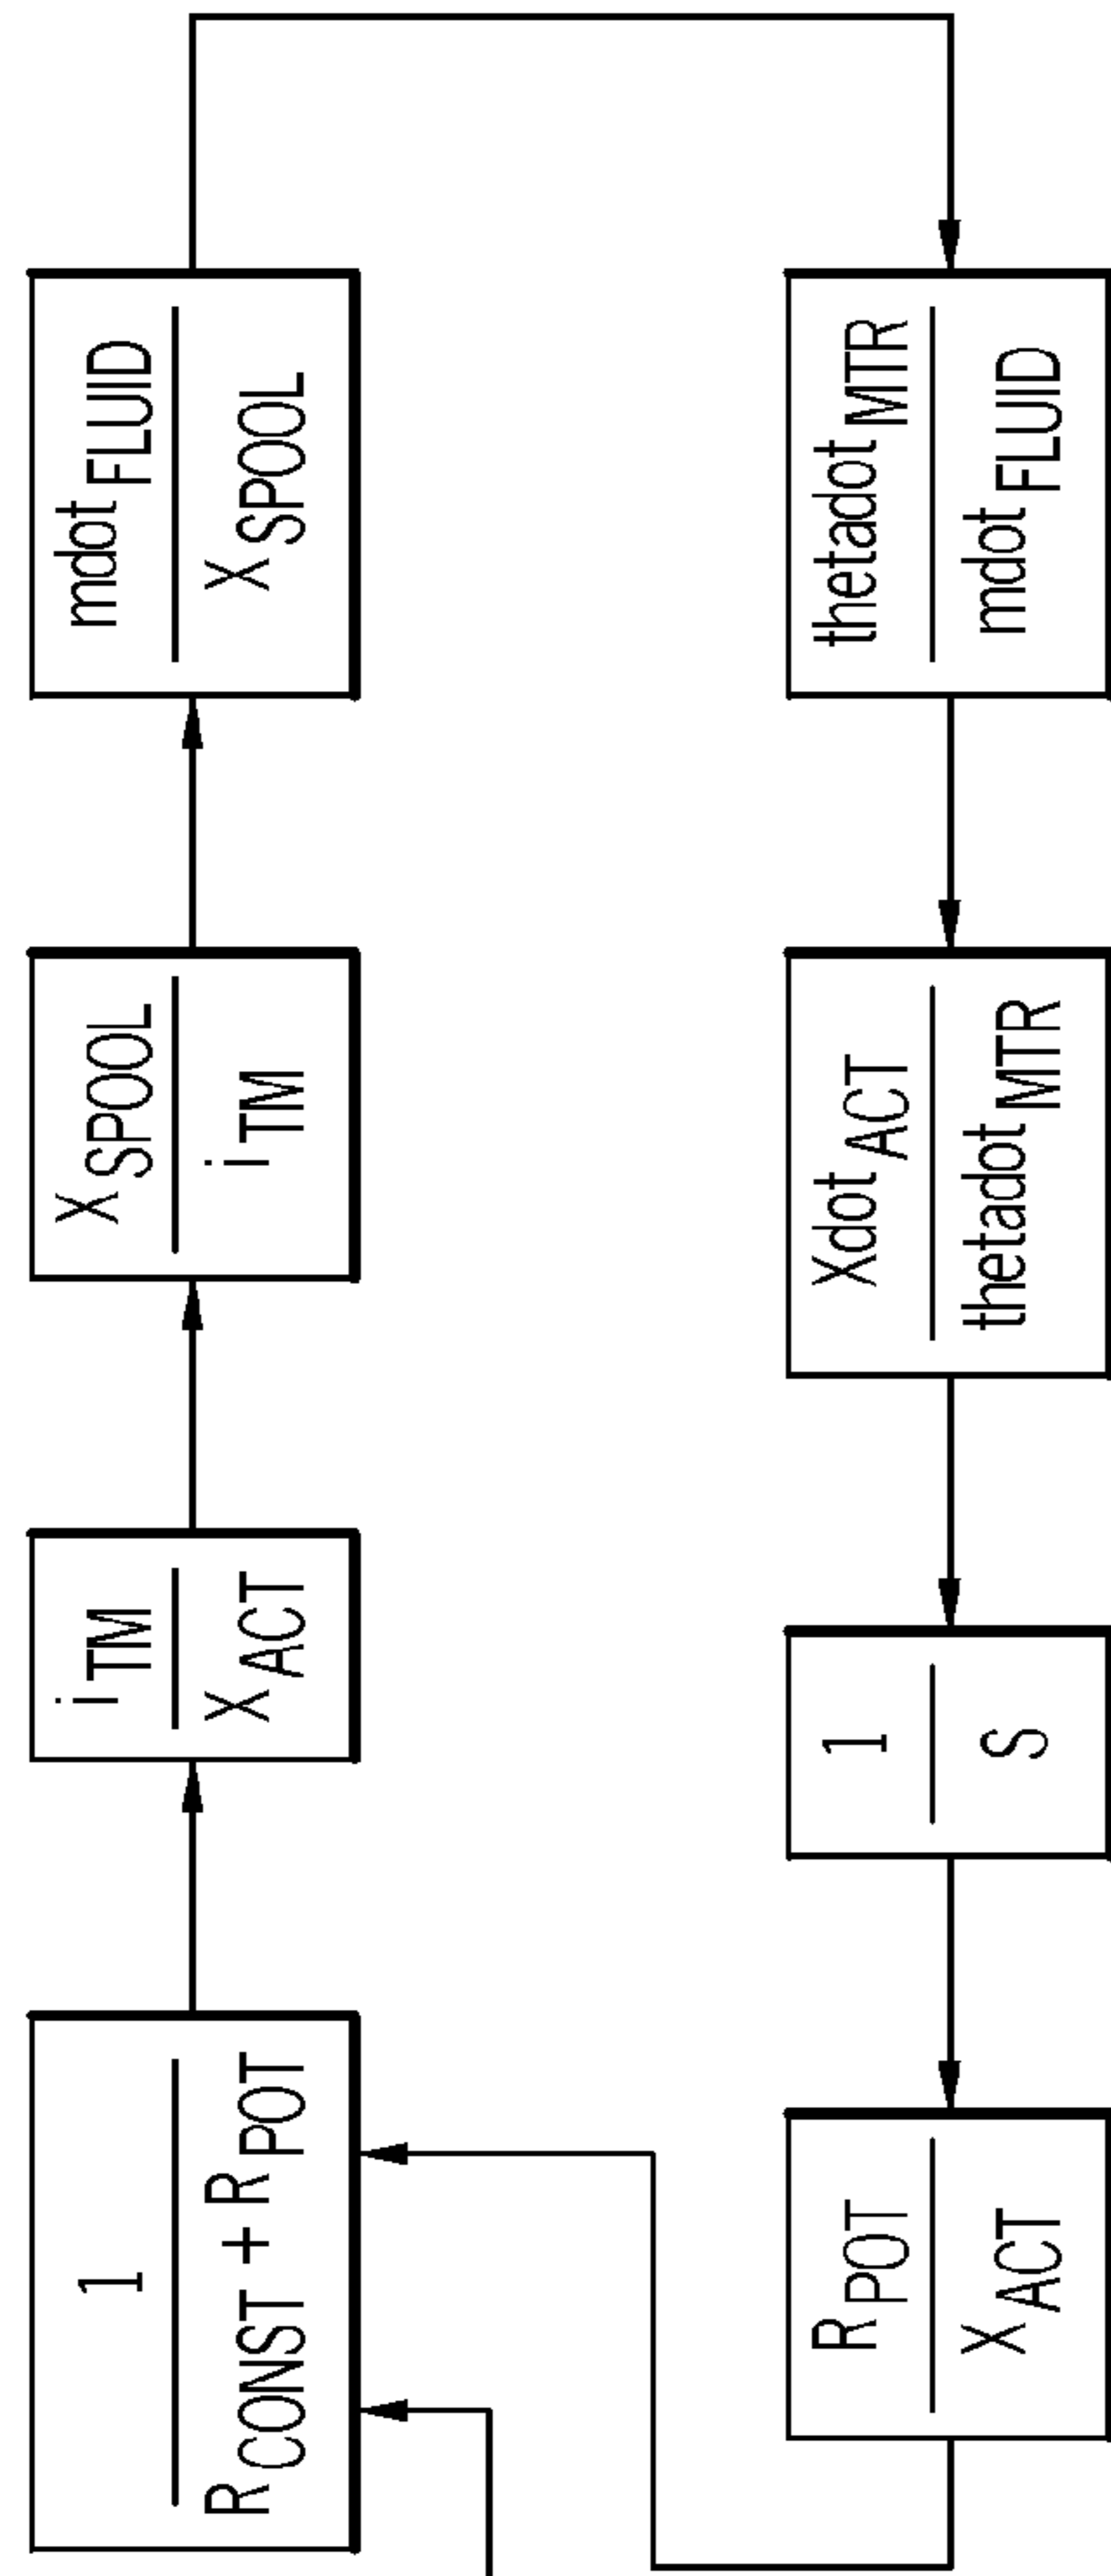 1
R CONST + R POT
i TM
X ACT
X SPOOL
i TM
mdot FLUID
X SPOOL
thetadot MTR
mdot FLUID
Xdot ACT
thetadot MTR
1
S
R POT
X ACT